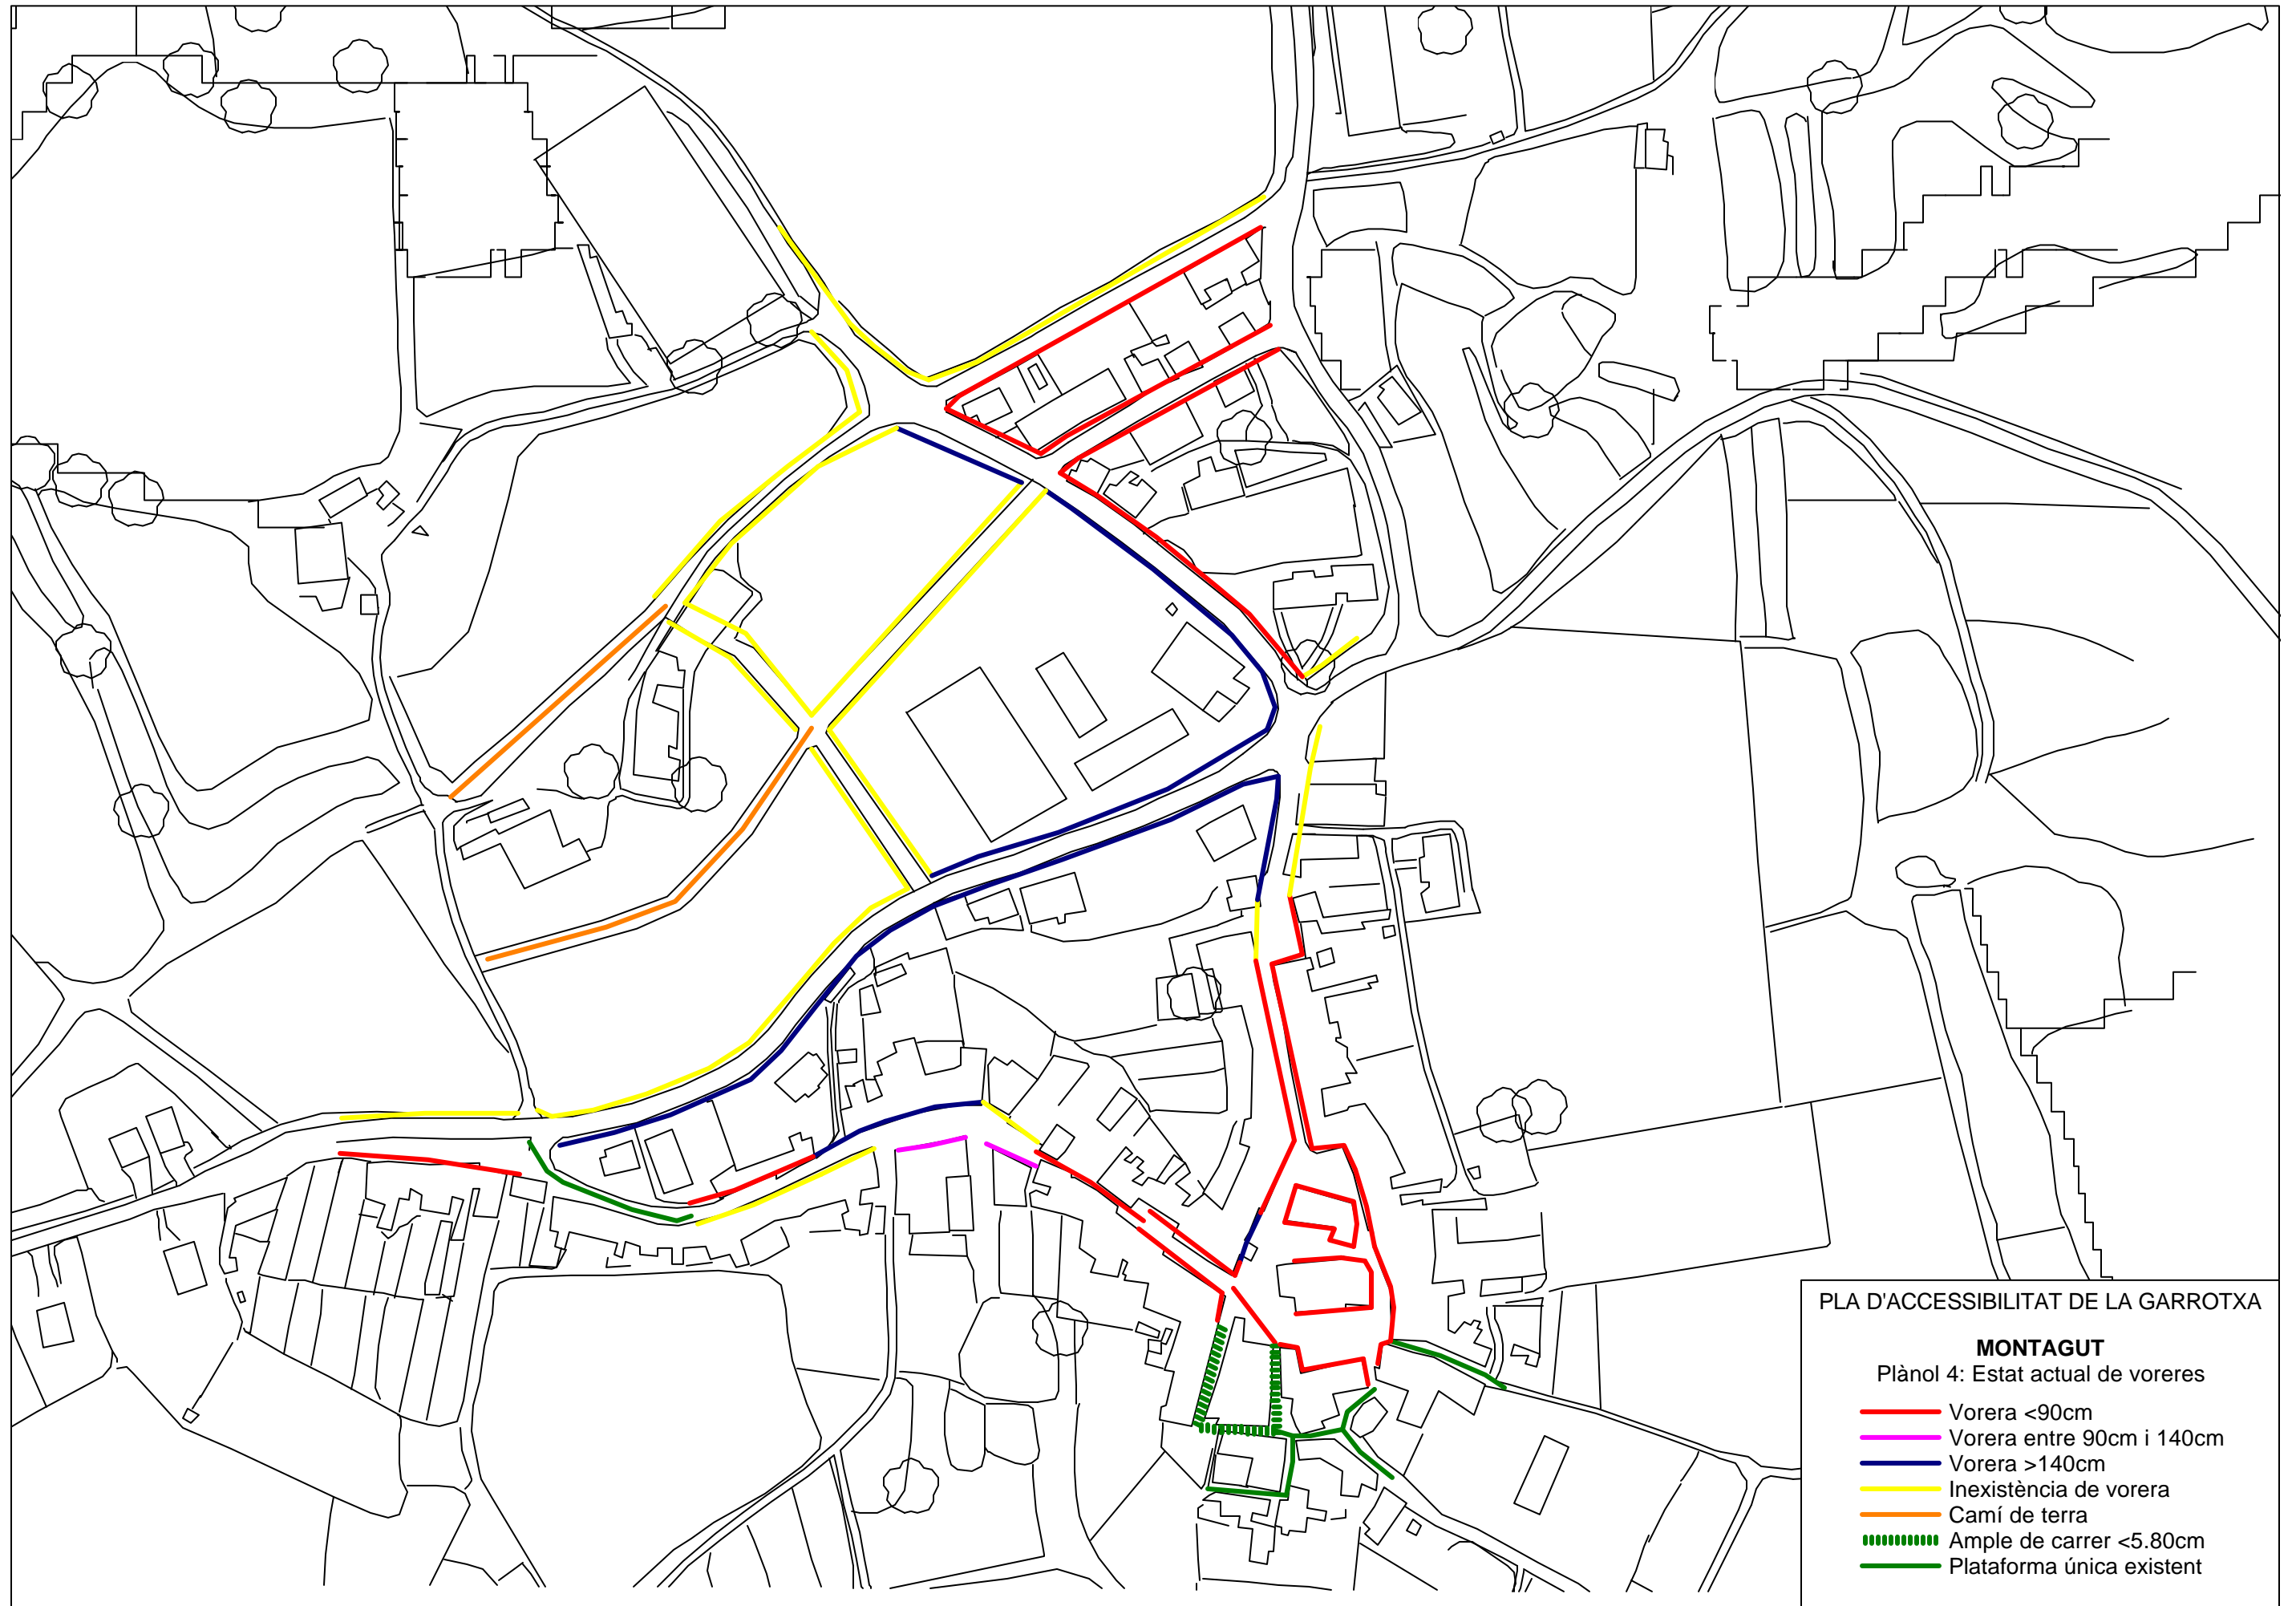 PLA D'ACCESSIBILITAT DE LA GARROTXA
MONTAGUT
Plànol 4: Estat actual de voreres
Vorera <90cm
Vorera entre 90cm i 140cm
Vorera >140cm
Inexistència de vorera
Camí de terra
Ample de carrer <5.80cm
Plataforma única existent